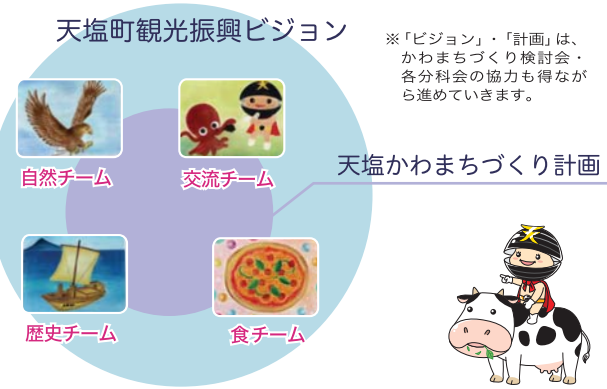 天塩町観光振興ビジョン
※「ビジョン」・「計画」は、
かわまちづくり検討会・
各分科会の協力も得なが
ら進めていきます。
自然チーム
交流チーム
天塩かわまちづくり計画
歴史チーム
食チーム
天